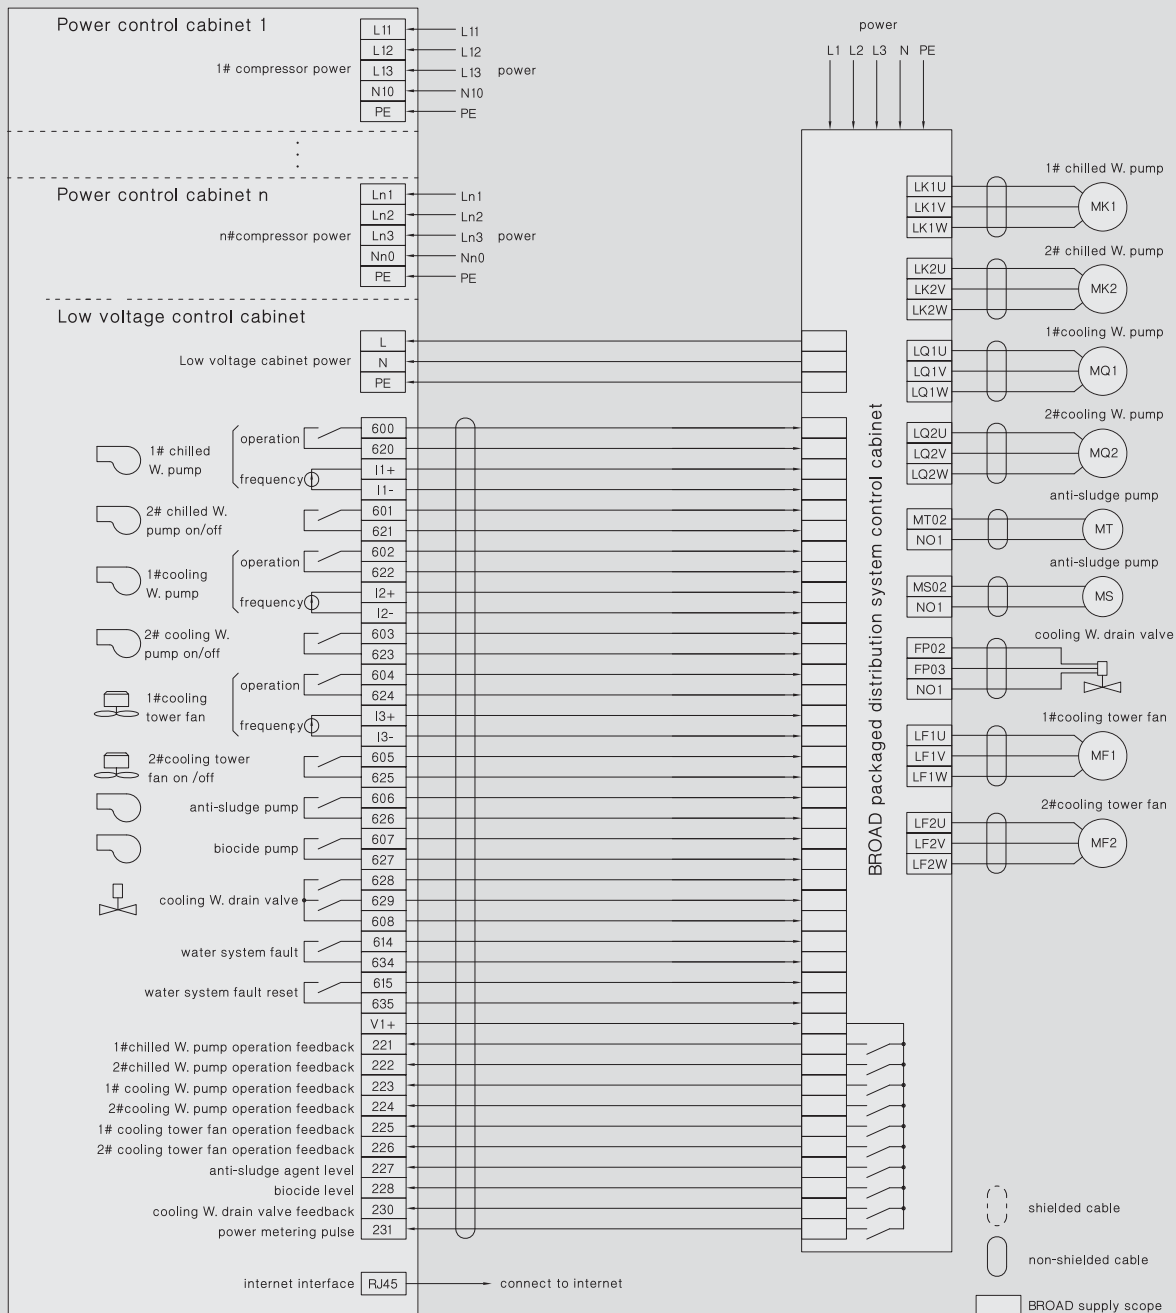 Power control cabinet 1
1# compressor power
L11
L12
L13
N10
PE
L11
L12
L13 power
N10
PE
Power control cabinet n
n#compressor power
Ln1
Ln2
Ln3
Nn0
PE
Ln1
Ln2
Ln3 power
Nn0
PE
Low voltage control cabinet
Low voltage cabinet power
L
N
PE
1# chilled
W. pump
operation
frequency
600
620
I1+
I1-
2# chilled W.
pump on/off
601
621
1#cooling
W. pump
operation
frequency
602
622
I2+
I2-
2# cooling W.
pump on/off
603
623
1#cooling
tower fan
operation
frequency
604
624
I3+
I3-
2#cooling tower
fan on /off
605
625
anti-sludge pump
606
626
biocide pump
607
627
cooling W. drain valve
628
629
608
water system fault
614
634
water system fault reset
615
635
V1+
1#chilled W. pump operation feedback 221
2#chilled W. pump operation feedback 222
1# cooling W. pump operation feedback 223
2#cooling W. pump operation feedback 224
1# cooling tower fan operation feedback 225
2# cooling tower fan operation feedback 226
anti-sludge agent level 227
biocide level 228
cooling W. drain valve feedback 230
power metering pulse 231
internet interface RJ45 connect to internet
power
L1 L2 L3 N PE
BROAD packaged distribution system control cabinet
1# chilled W. pump
LK1U
LK1V
LK1W
MK1
2# chilled W. pump
LK2U
LK2V
LK2W
MK2
1#cooling W. pump
LQ1U
LQ1V
LQ1W
MQ1
2#cooling W. pump
LQ2U
LQ2V
LQ2W
MQ2
anti-sludge pump
MT02
NO1
MT
anti-sludge pump
MS02
NO1
MS
cooling W. drain valve
FP02
FP03
NO1
1#cooling tower fan
LF1U
LF1V
LF1W
MF1
2#cooling tower fan
LF2U
LF2V
LF2W
MF2
shielded cable
non-shielded cable
BROAD supply scope